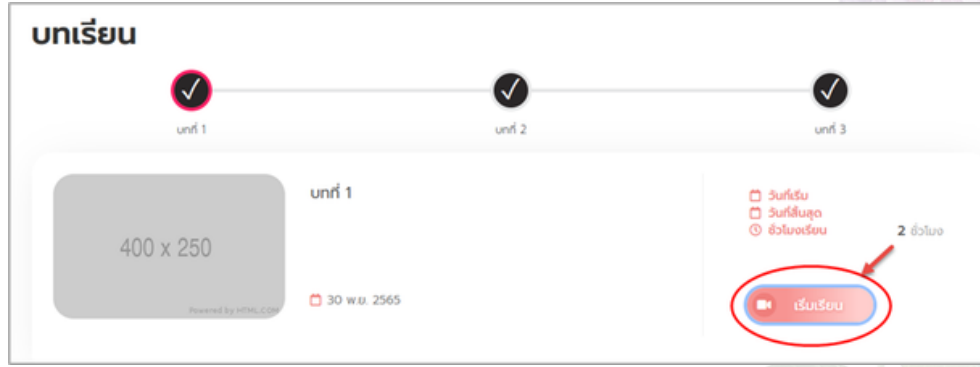 บทเรียน
บทที่ 1
บทที่ 2
บทที่ 3
400 x 250
Powered by HTML.COM
บทที่ 1
30 พ.ย. 2565
วันที่เริ่ม
วันที่สิ้นสุด
ชั่วโมงเรียน 2 ชั่วโมง
เริ่มเรียน